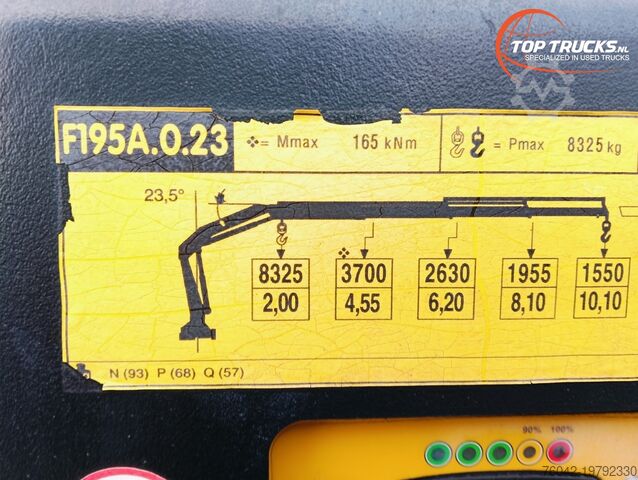 TOP TRUCKS.NL
SPECIALIZED IN USED TRUCKS
F195A.0.23
❖= Mmax 165 kNm
= Pmax 8325 kg
23,5°
❖
8325 3700 2630 1955 1550
2,00 4,55 6,20 8,10 10,10
N (93) P (68) Q (57)
90% 100%
76042-19792330